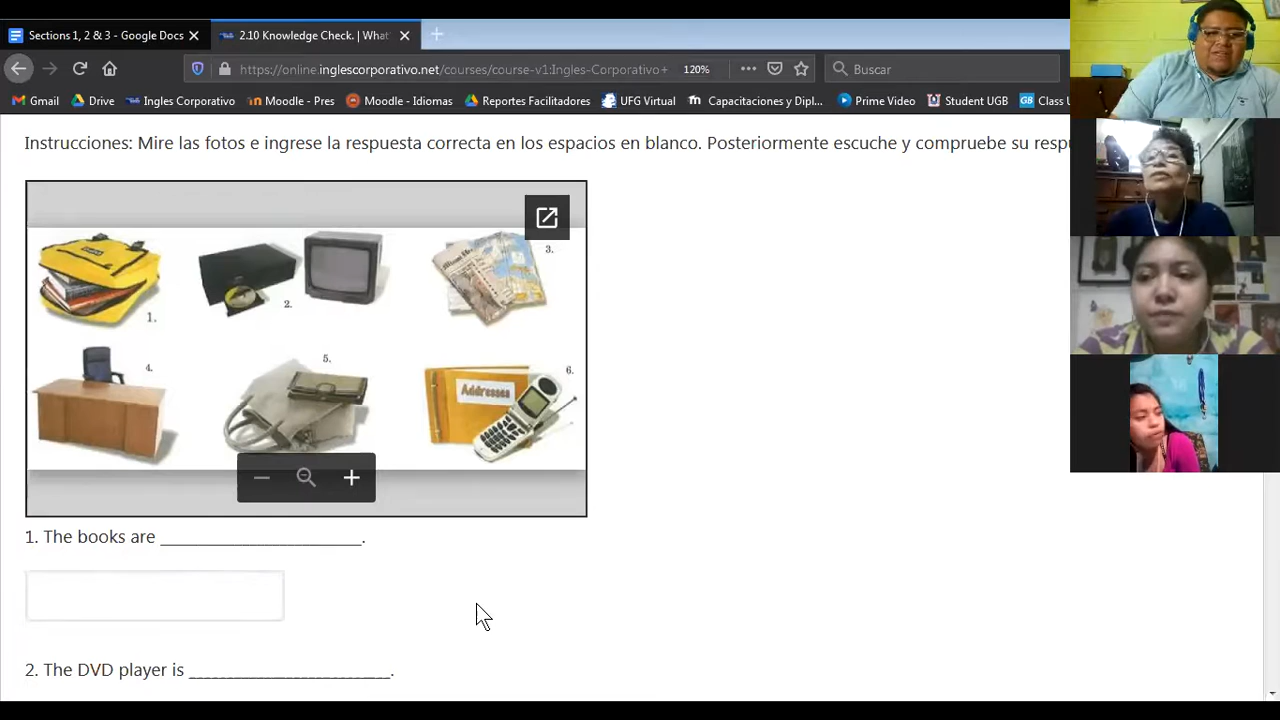 Sections 1, 2 & 3 - Google Docs
2.10 Knowledge Check. | What'
https://online.inglescorporativo.net/courses/course-v1:Ingles-Corporativo+
120%
Buscar
Gmail
Drive
Ingles Corporativo
Moodle - Pres
Moodle - Idiomas
Reportes Facilitadores
UFG Virtual
Capacitaciones y Dipl...
Prime Video
Student UGB
Class
Instrucciones: Mire las fotos e ingrese la respuesta correcta en los espacios en blanco. Posteriormente escuche y compruebe su resp
1.
2.
3.
4.
5.
6.
Addresses
1. The books are ________________________.
2. The DVD player is ________________________.